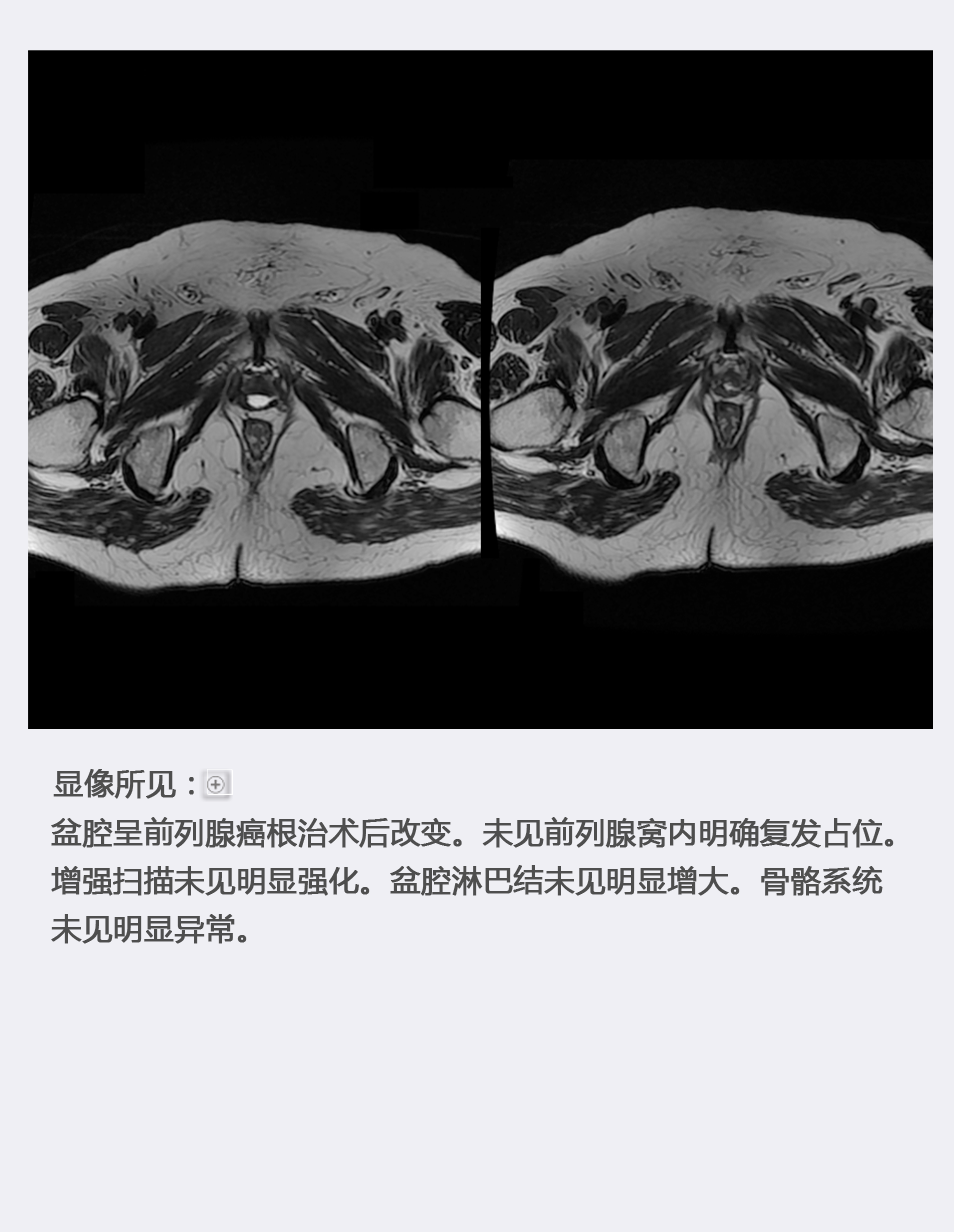 显像所见：
盆腔呈前列腺癌根治术后改变。未见前列腺窝内明确复发占位。
增强扫描未见明显强化。盆腔淋巴结未见明显增大。骨骼系统
未见明显异常。